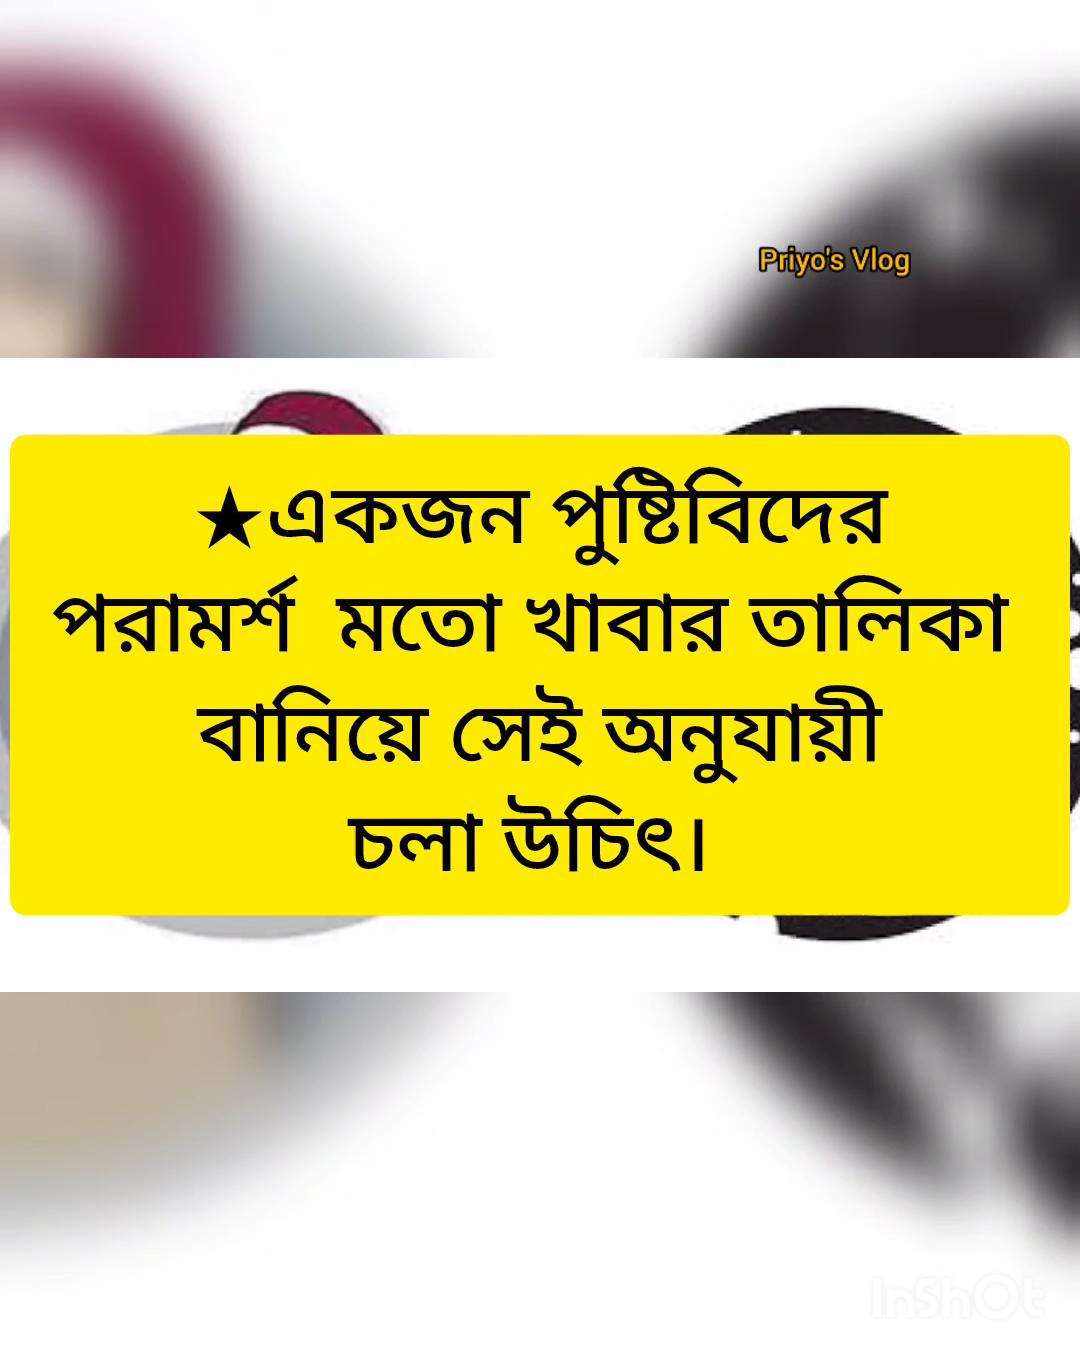 Priyo's Vlog
★একজন পুষ্টিবিদের
পরামর্শ  মতো খাবার তালিকা
বানিয়ে সেই অনুযায়ী
চলা উচিৎ।
InShOt